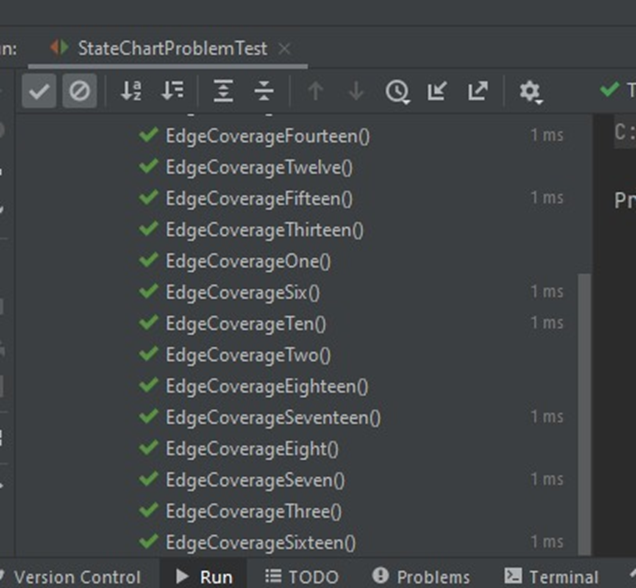 un: StateChartProblemTest
EdgeCoverageFourteen() 1 ms
EdgeCoverageTwelve()
EdgeCoverageFifteen() 1 ms
EdgeCoverageThirteen()
EdgeCoverageOne()
EdgeCoverageSix() 1 ms
EdgeCoverageTen() 1 ms
EdgeCoverageTwo()
EdgeCoverageEighteen()
EdgeCoverageSeventeen() 1 ms
EdgeCoverageEight()
EdgeCoverageSeven() 1 ms
EdgeCoverageThree()
EdgeCoverageSixteen() 1 ms
T
C:
Pr
Version Control Run TODO Problems Terminal